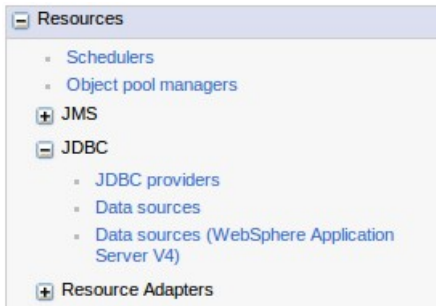 Resources
Schedulers
Object pool managers
JMS
JDBC
JDBC providers
Data sources
Data sources (WebSphere Application
Server V4)
Resource Adapters